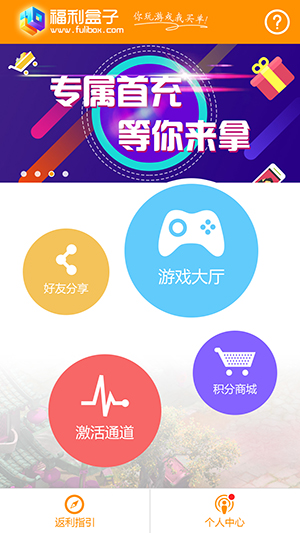 福利盒子
www.fulibox.com
你玩游戏我买单!
?
专属首充
等你来拿
游戏大厅
好友分享
积分商城
激活通道
返利指引
个人中心